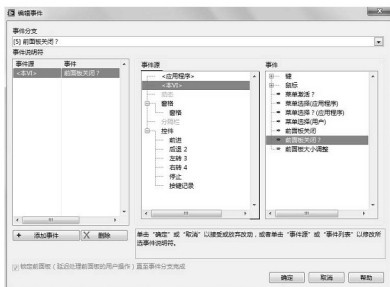 编辑事件
事件分支
[5] 前面板关闭？
事件说明符
事件源 事件
<本VI> 前面板关闭？
添加事件 删除
事件源
<应用程序>
<本VI>
动态
窗格
窗格
分隔栏
控件
前进
后退 2
左转 3
右转 4
停止
按键记录
事件
键
鼠标
菜单激活？
菜单选择(应用程序)
菜单选择？(应用程序)
菜单选择(用户)
前面板关闭
前面板关闭？
前面板大小调整
单击“确定”或“取消”以接受或放弃改动，或者单击“事件源”或“事件列表”以修改所
选事件说明符。
锁定前面板（延迟处理前面板的用户操作）直至事件分支完成
确定 取消 帮助